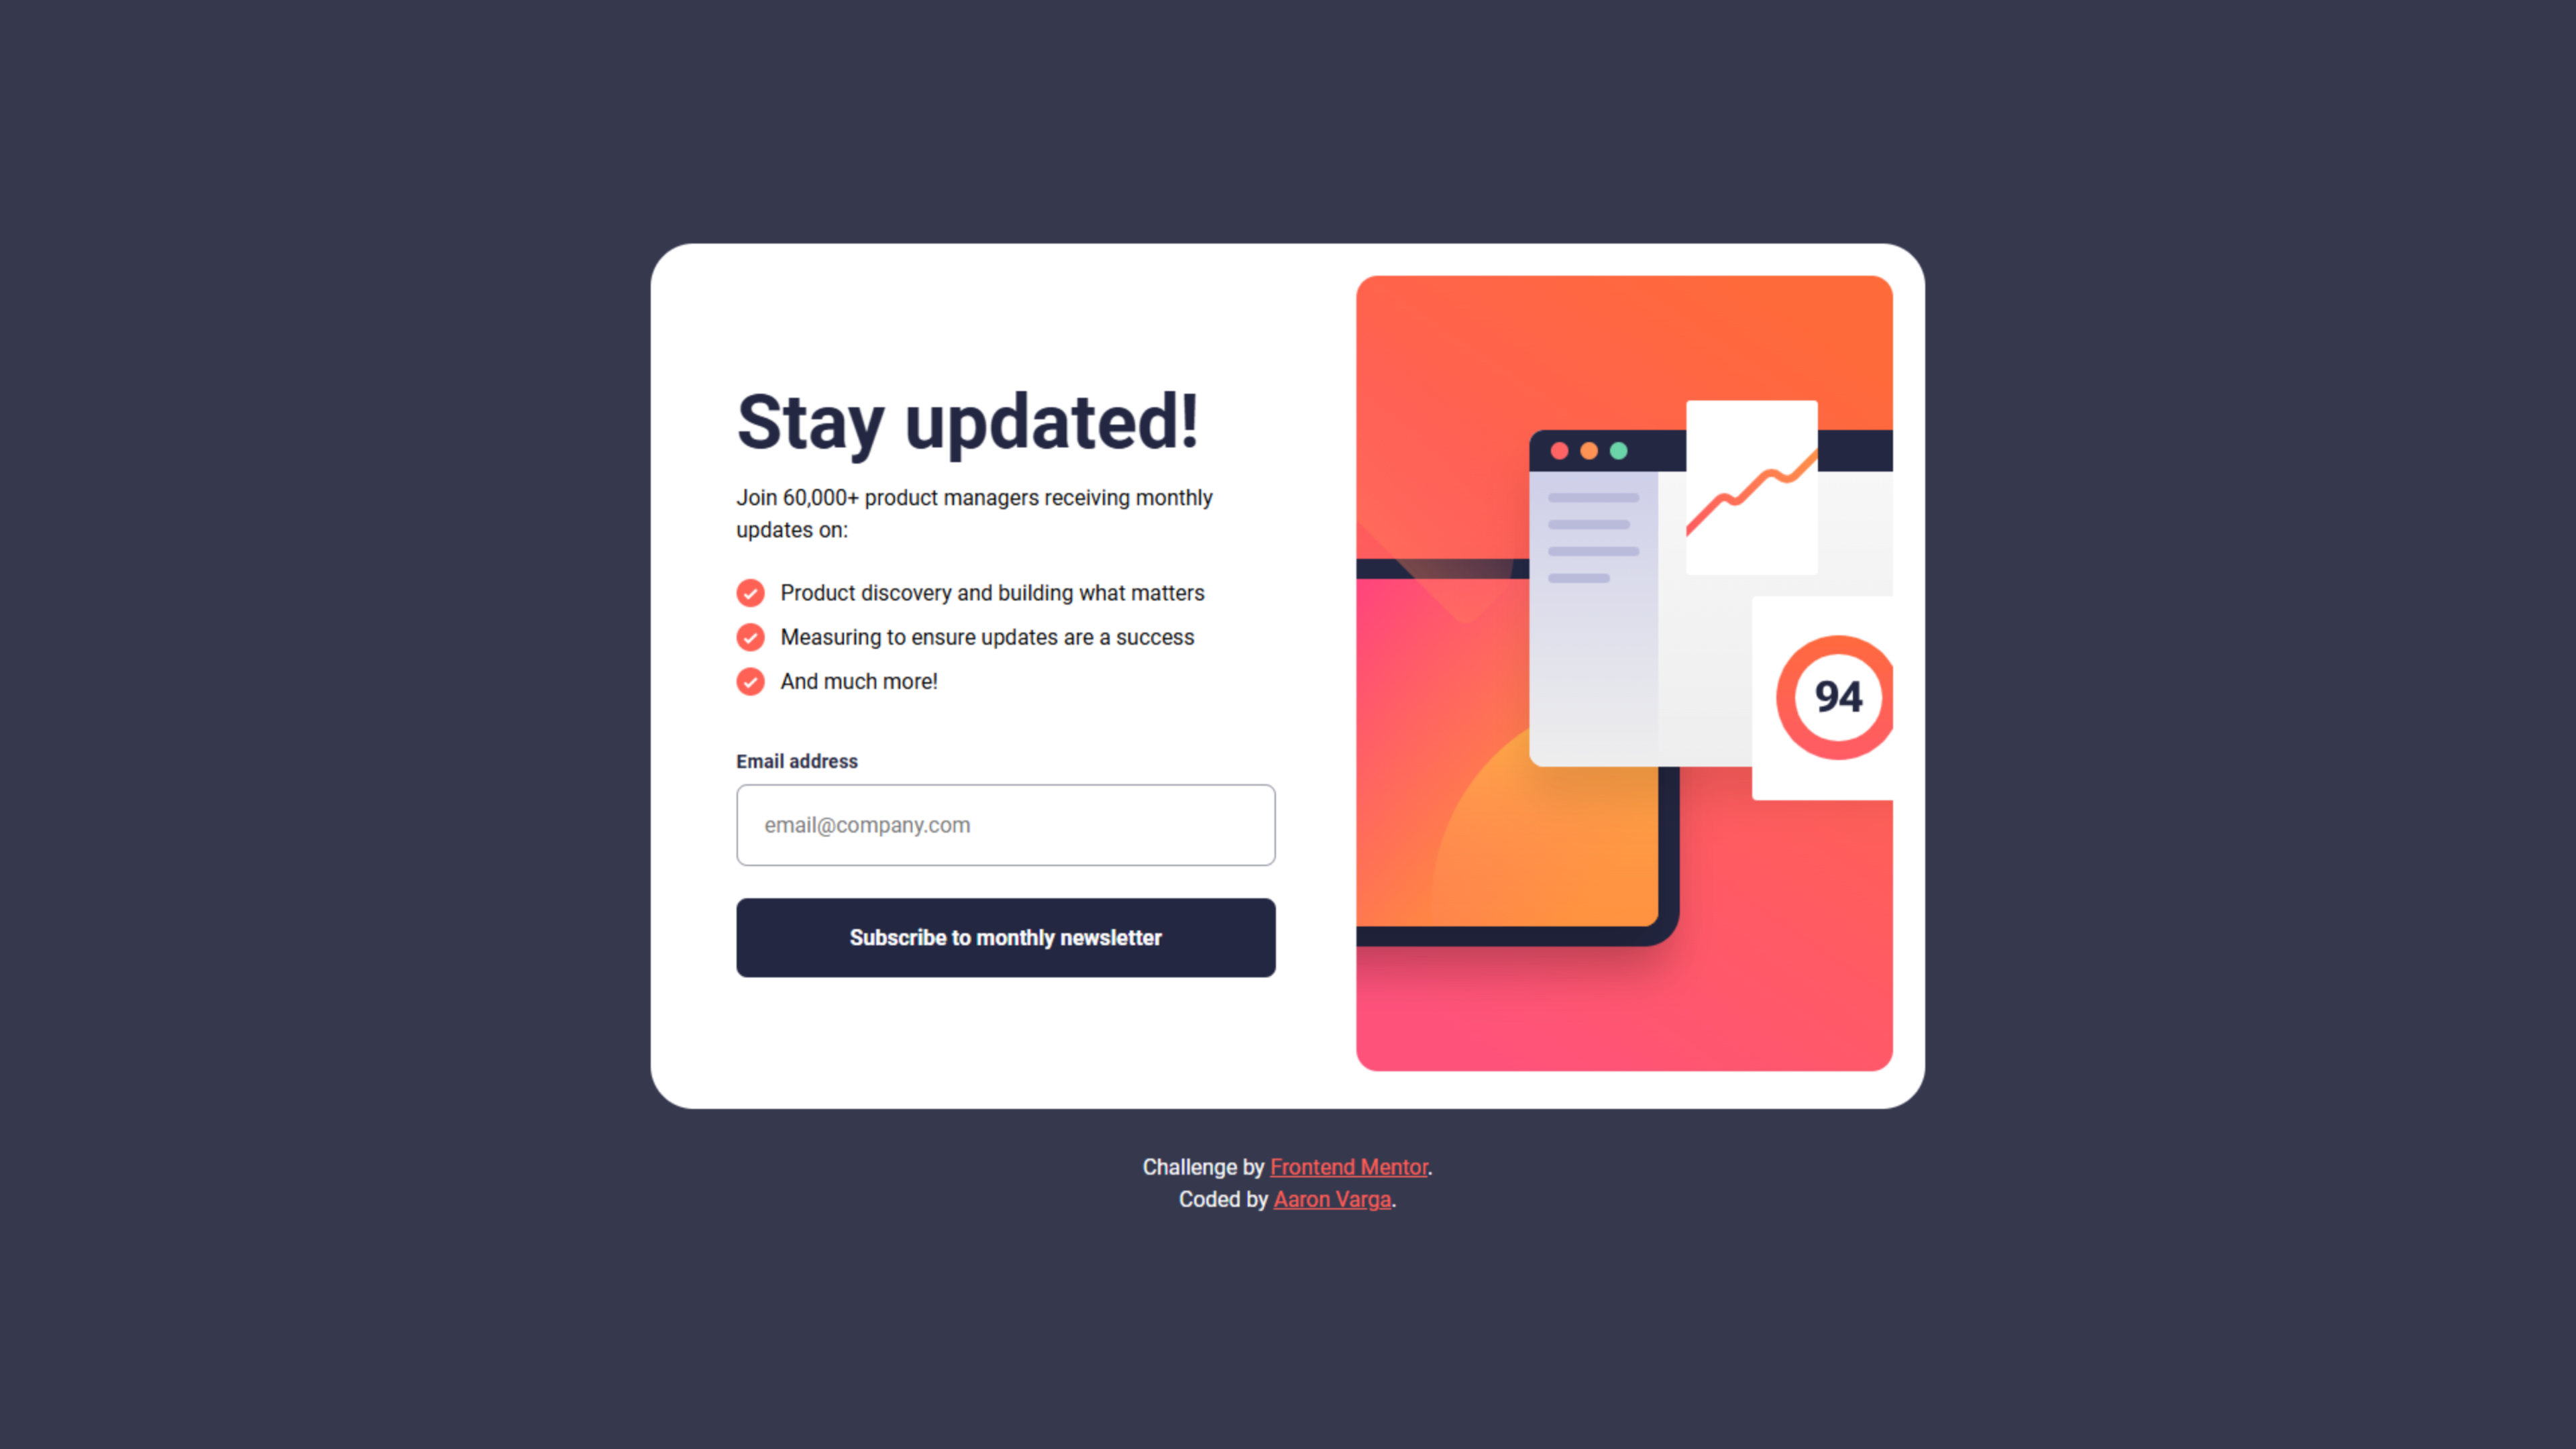 Stay updated!
Join 60,000+ product managers receiving monthly
updates on:
Product discovery and building what matters
Measuring to ensure updates are a success
And much more!
Email address
email@company.com
Subscribe to monthly newsletter
94
Challenge by Frontend Mentor.
Coded by Aaron Varga.